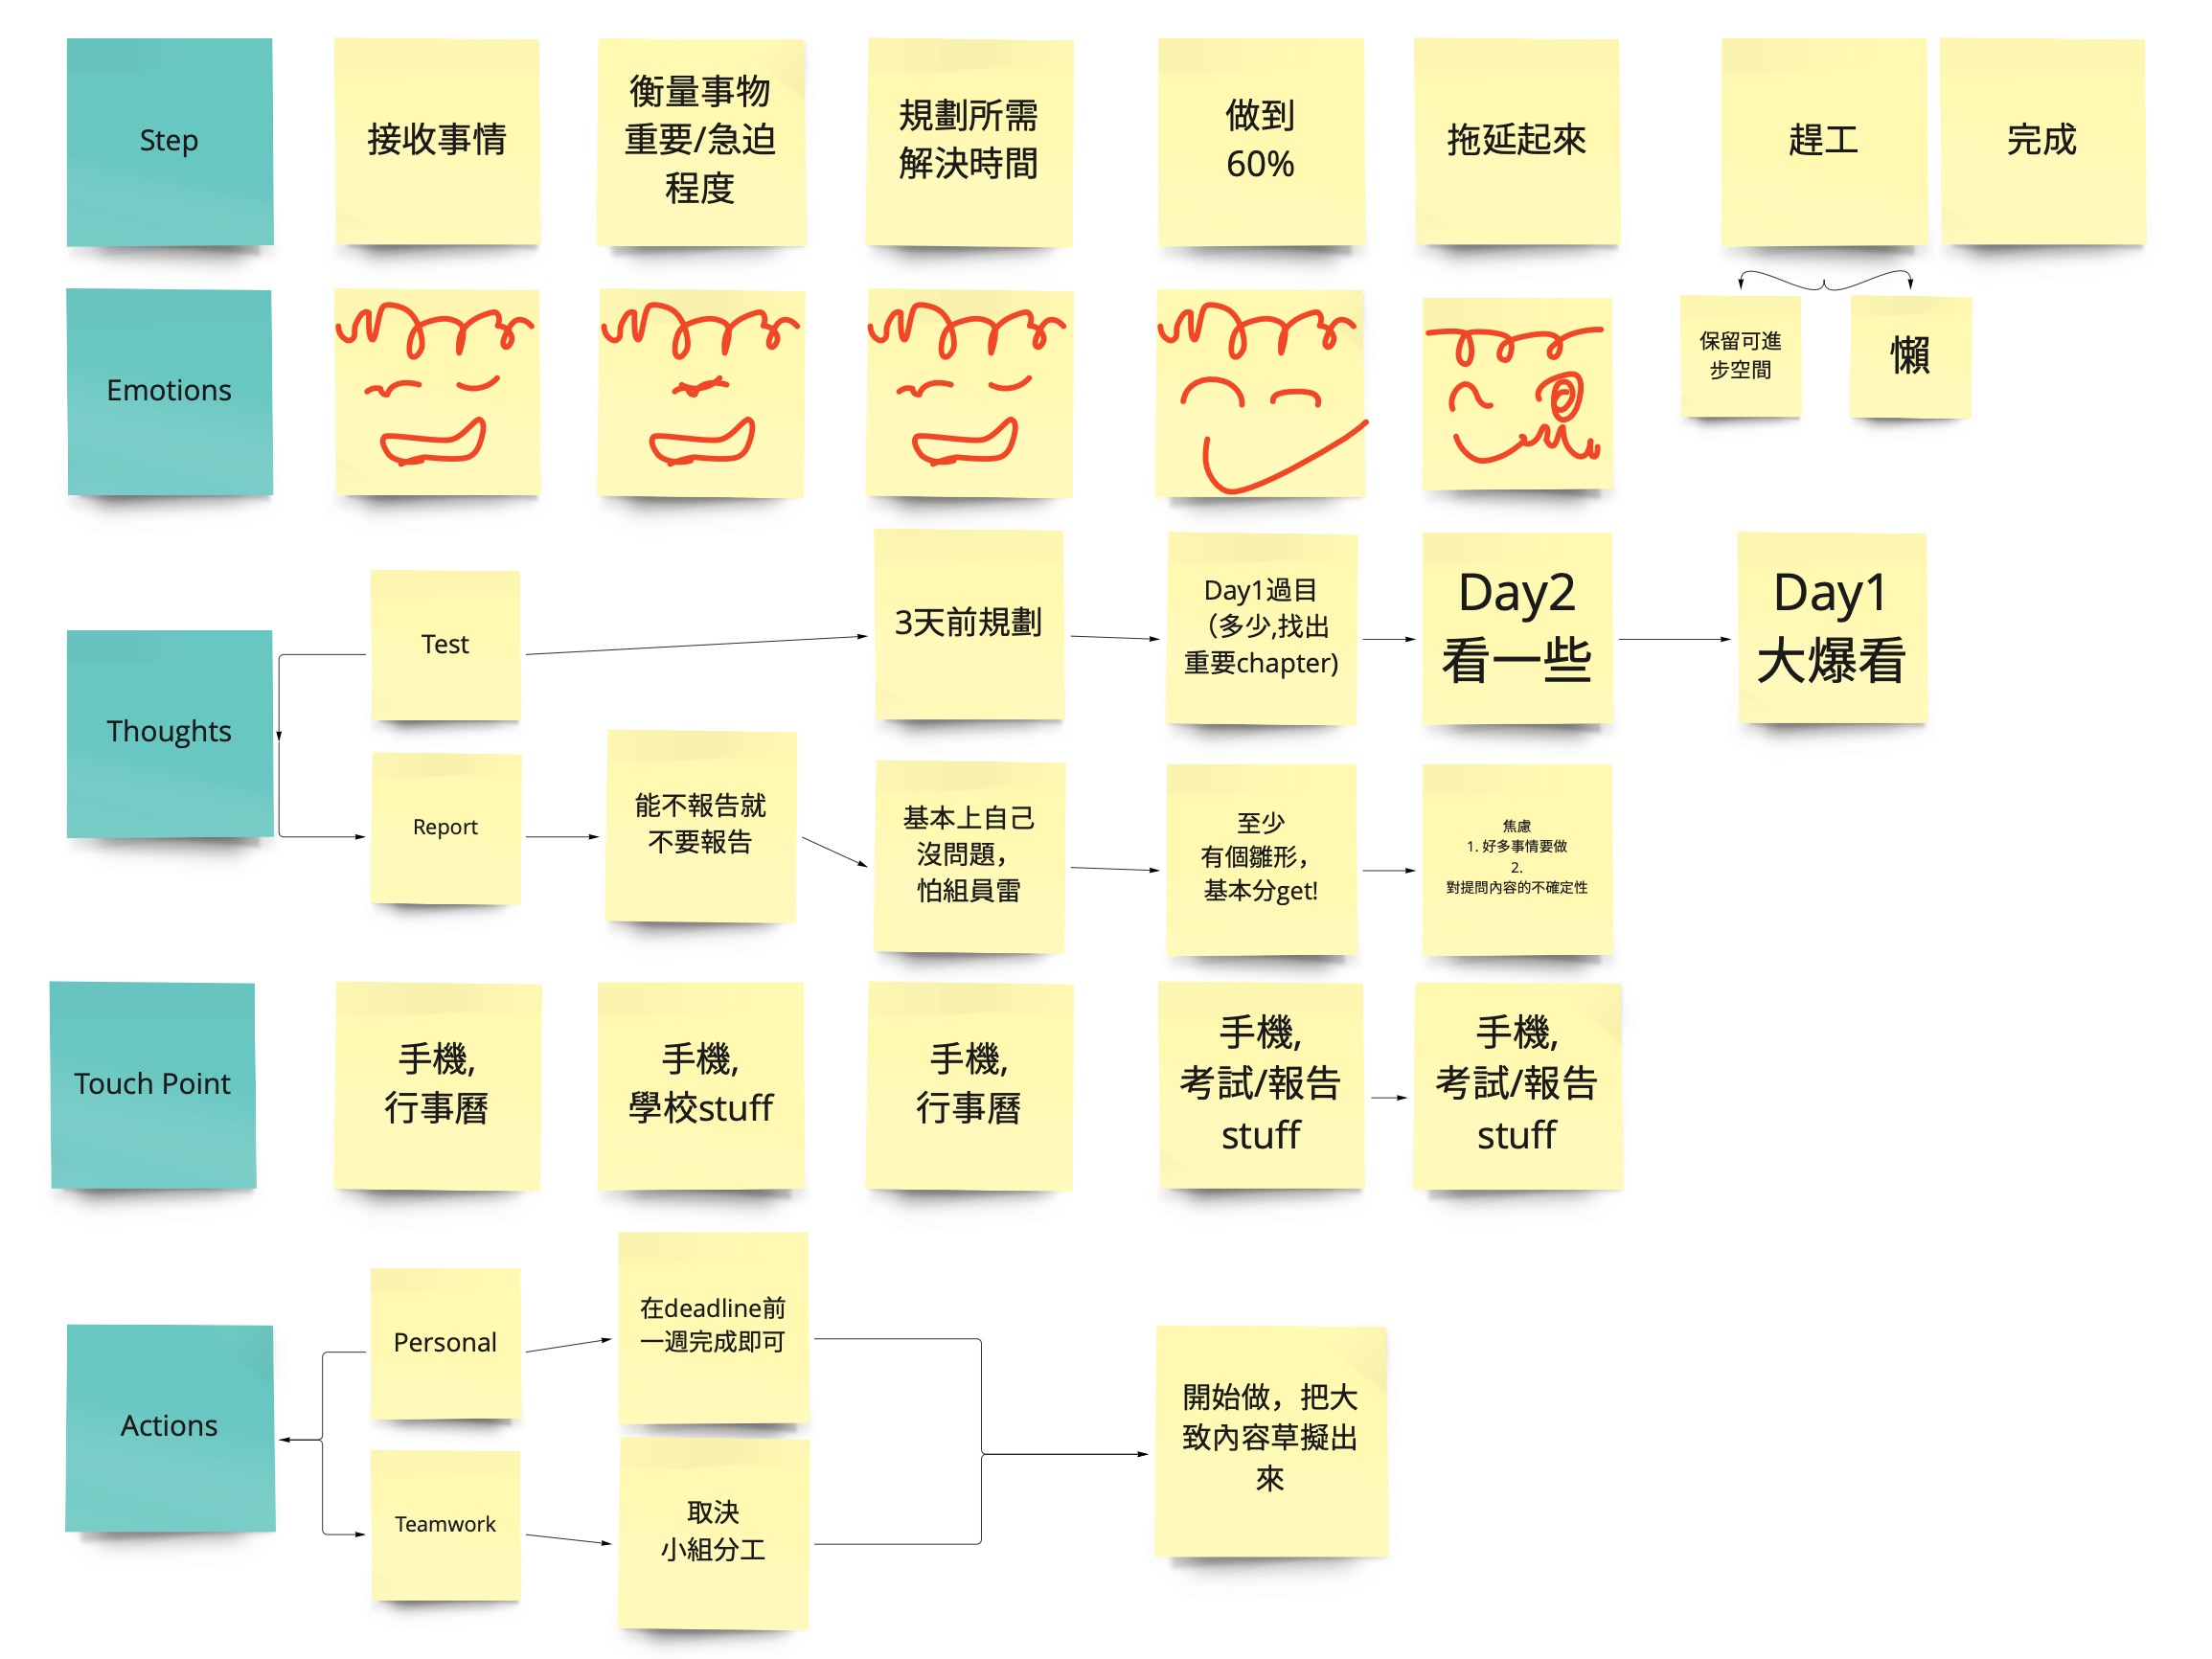 Step
接收事情
衡量事物
重要/急迫
程度
規劃所需
解決時間
做到
60%
拖延起來
趕工
完成
Emotions
保留可進
步空間
懶
Thoughts
Test
3天前規劃
Day1過目
（多少,找出
重要chapter)
Day2
看一些
Day1
大爆看
Report
能不報告就
不要報告
基本上自己
沒問題，
怕組員雷
至少
有個雛形，
基本分get!
焦慮
1. 好多事情要做
2.
對提問內容的不確定性
Touch Point
手機,
行事曆
手機,
學校stuff
手機,
行事曆
手機,
考試/報告
stuff
手機,
考試/報告
stuff
Actions
Personal
在deadline前
一週完成即可
Teamwork
取決
小組分工
開始做，把大
致內容草擬出
來